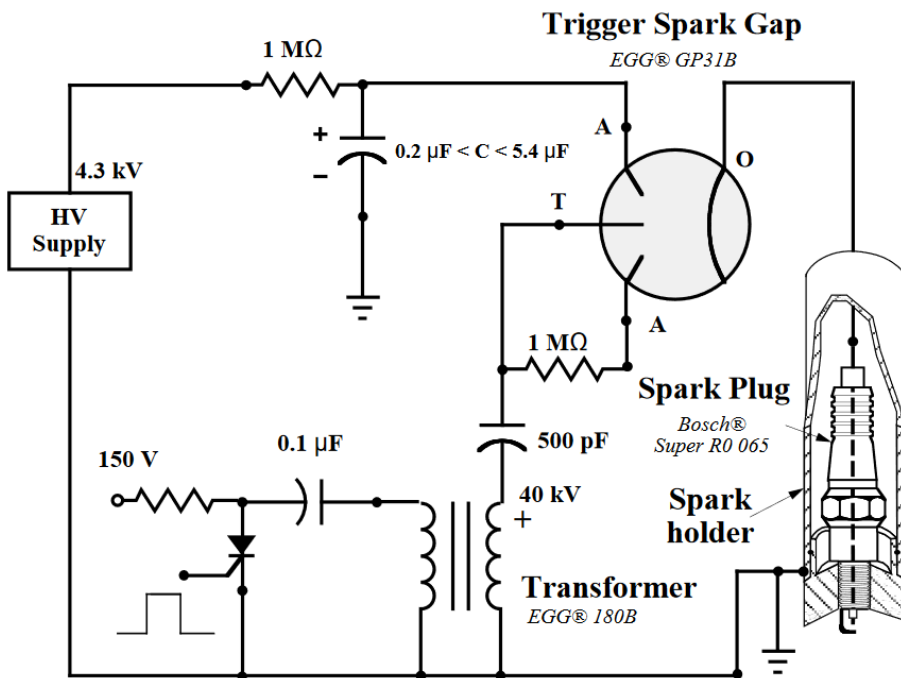 Trigger Spark Gap
EGG® GP31B
1 MΩ
A
O
+
−
0.2 µF < C < 5.4 µF
4.3 kV
HV
Supply
T
A
1 MΩ
Spark Plug
Bosch®
Super R0 065
500 pF
0.1 µF
150 V
40 kV
+
Spark
holder
Transformer
EGG® 180B